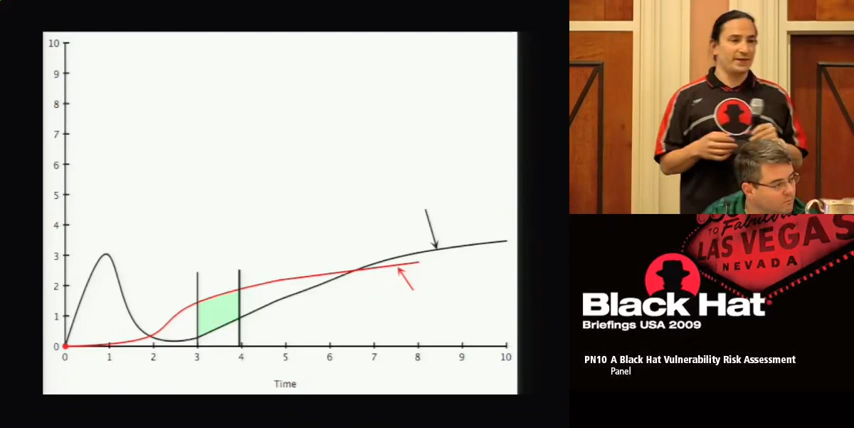 10
9
8
7
6
5
4
3
2
1
0
0 1 2 3 4 5 6 7 8 9 10
Time
TO Fabulous
LAS VEGAS
NEVADA
Black Hat
Briefings USA 2009
PN10 A Black Hat Vulnerability Risk Assessment
Panel